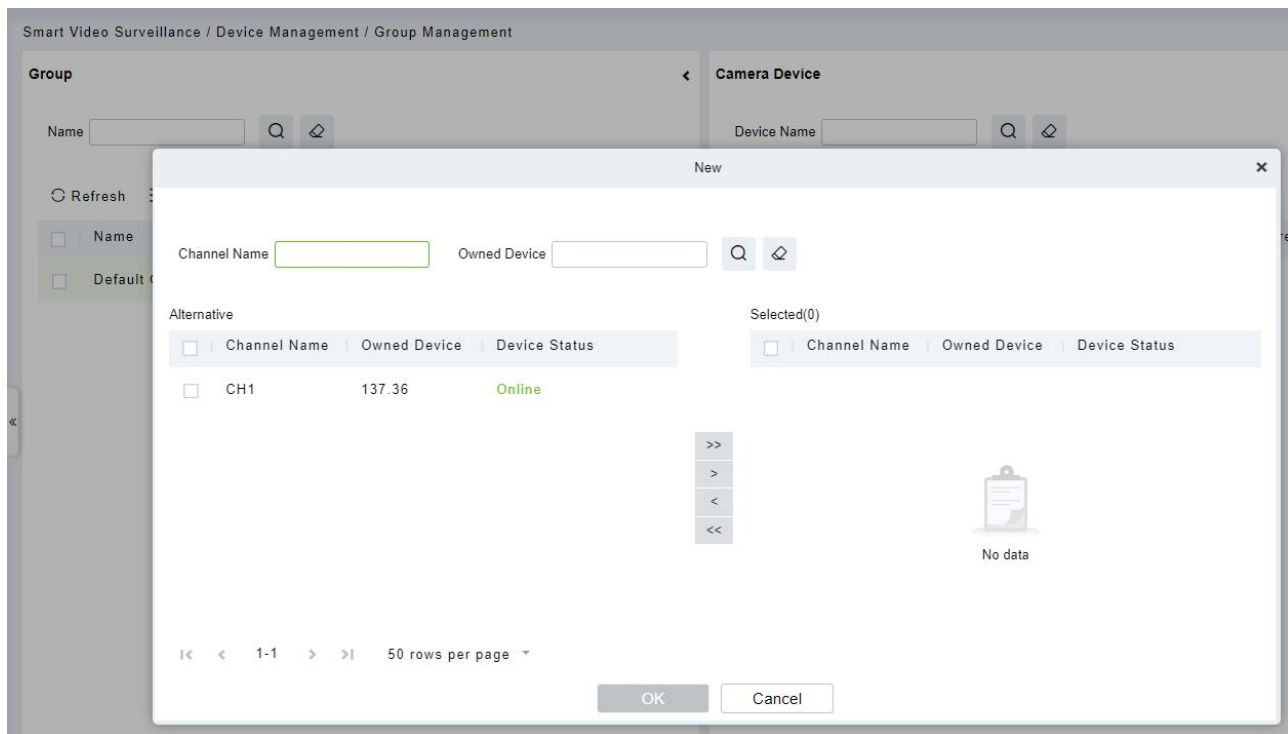 Smart Video Surveillance / Device Management / Group Management
Group
Camera Device
Name
Device Name
New
Refresh
Name
Default
Channel Name
Owned Device
Alternative
Selected(0)
Channel Name Owned Device Device Status
Channel Name Owned Device Device Status
CH1 137.36 Online
>>
>
<
<<
No data
1-1 50 rows per page
OK Cancel